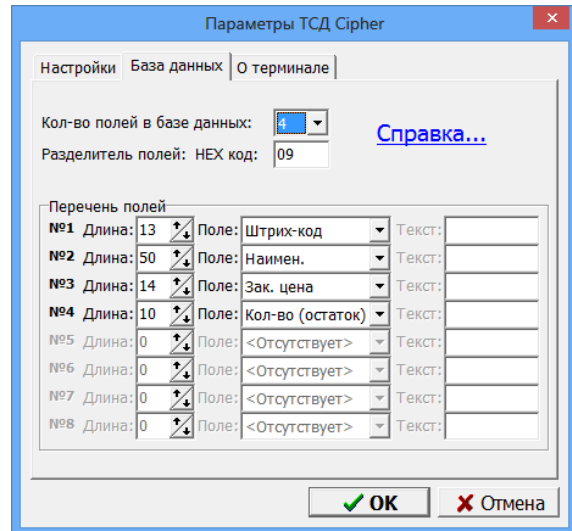 Параметры ТСД Cipher
Настройки База данных О терминале
Кол-во полей в базе данных: 4
Справка...
Разделитель полей: HEX код: 09
Перечень полей
№1 Длина: 13 Поле: Штрих-код Текст:
№2 Длина: 50 Поле: Наимен. Текст:
№3 Длина: 14 Поле: Зак. цена Текст:
№4 Длина: 10 Поле: Кол-во (остаток) Текст:
№5 Длина: 0 Поле: <Отсутствует> Текст:
№6 Длина: 0 Поле: <Отсутствует> Текст:
№7 Длина: 0 Поле: <Отсутствует> Текст:
№8 Длина: 0 Поле: <Отсутствует> Текст:
OK Отмена